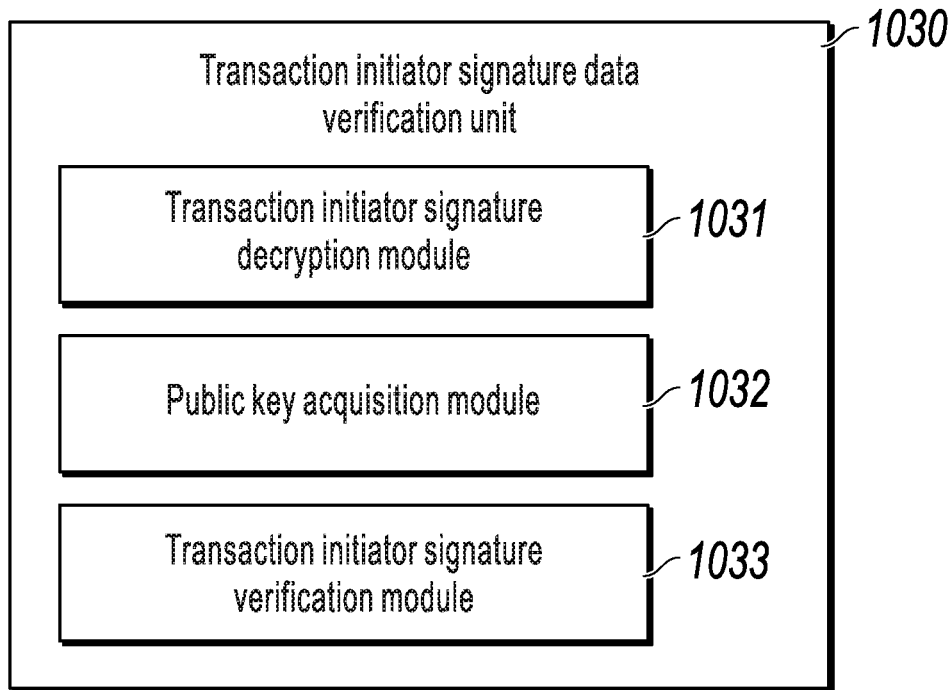 1030
Transaction initiator signature data
verification unit
Transaction initiator signature
decryption module
1031
Public key acquisition module
1032
Transaction initiator signature
verification module
1033